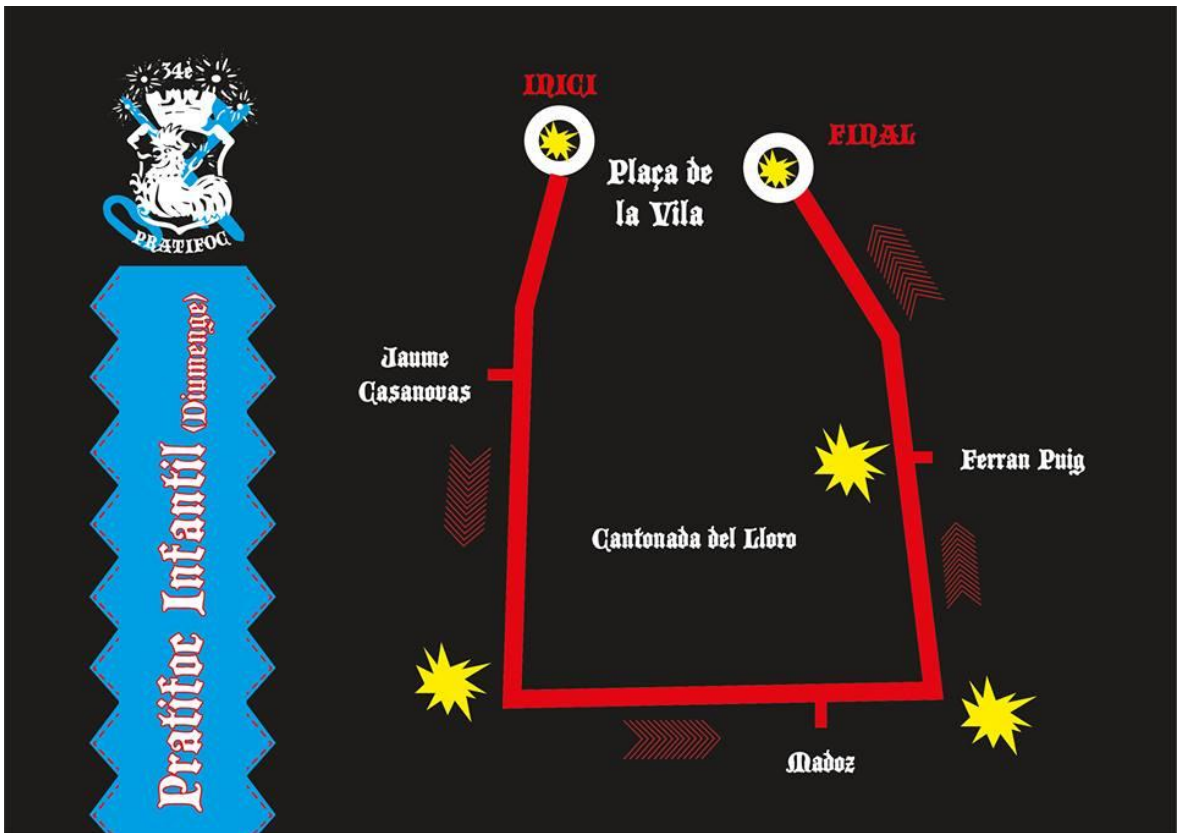 34è
PRATIFOC
Pratifoc Infantil (Diumenge)
INICI
FINAL
Plaça de
la Vila
Jaume
Casanovas
Ferran Puig
Cantonada del Lloro
Madoz